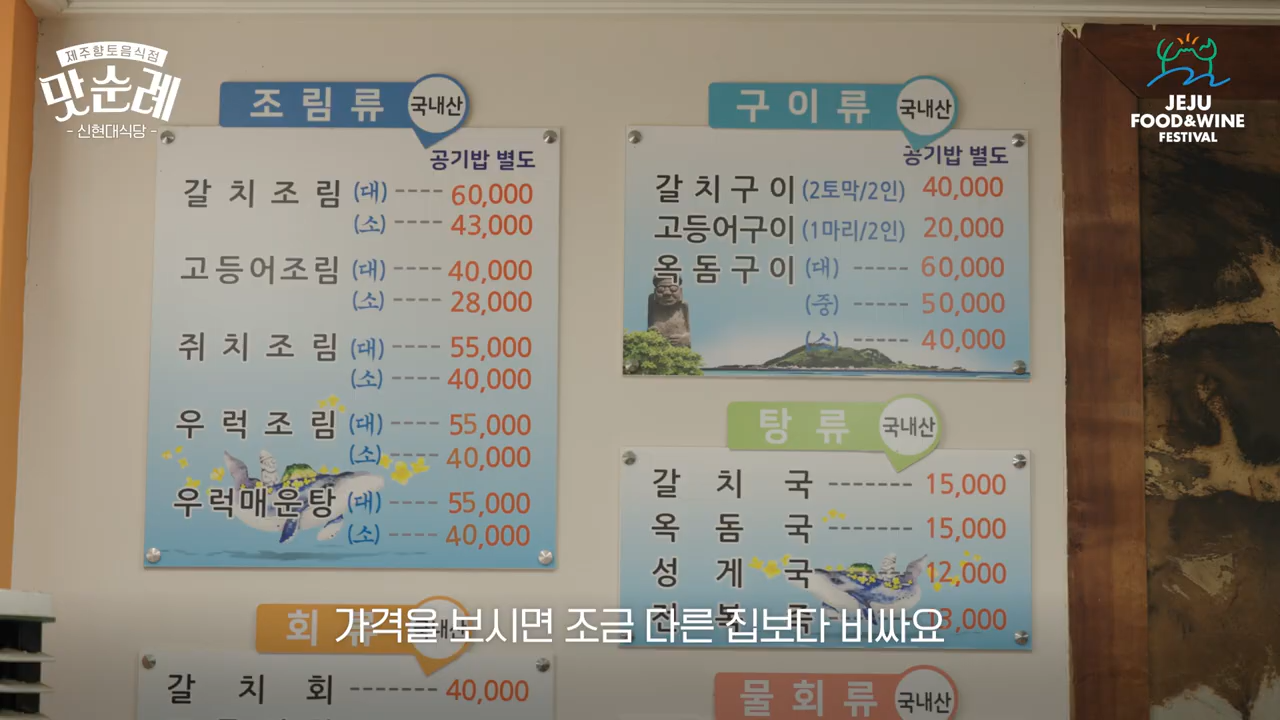 제주향토음식점
맛순례
- 신현대식당 -
JEJU
FOOD&WINE
FESTIVAL
조림류 국내산
공기밥 별도
갈치조림 (대) ---- 60,000
(소) ---- 43,000
고등어조림 (대) ---- 40,000
(소) ---- 28,000
쥐치조림 (대) ---- 55,000
(소) ---- 40,000
우럭조림 (대) ---- 55,000
(소) ---- 40,000
우럭매운탕 (대) ---- 55,000
(소) ---- 40,000
회
갈치회 ------- 40,000
구이류 국내산
공기밥 별도
갈치구이 (2토막/2인) 40,000
고등어구이 (1마리/2인) 20,000
옥돔구이 (대) ----- 60,000
(중) ----- 50,000
(소) ----- 40,000
탕류 국내산
갈치국 ------- 15,000
옥돔국 ------- 15,000
성게국 12,000
물회류 국내산
가격을 보시면 조금 다른 집보다 비싸요